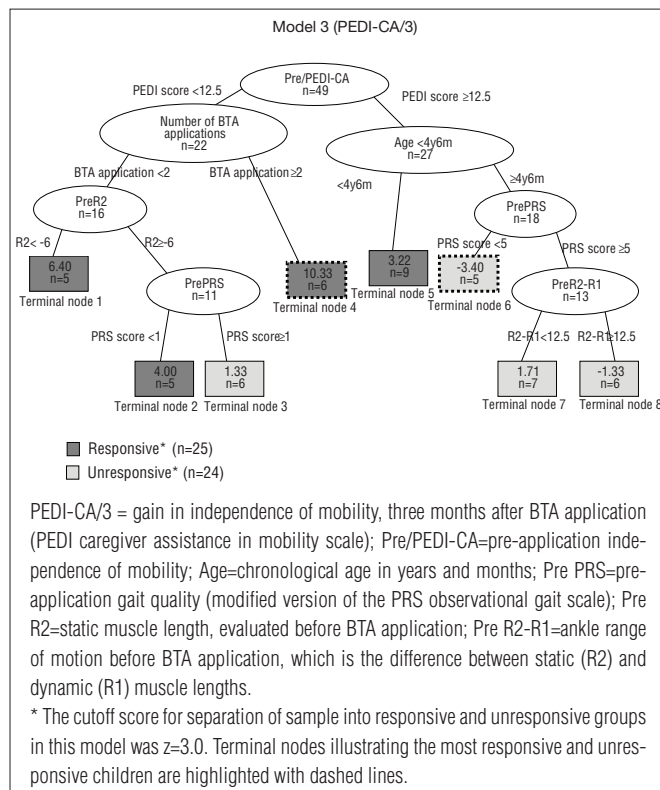 Model 3 (PEDI-CA/3)
Pre/PEDI-CA
n=49
PEDI score <12.5
PEDI score ≥12.5
Number of BTA
applications
n=22
Age <4y6m
n=27
BTA application <2
BTA application≥2
<4y6m
≥4y6m
PreR2
n=16
PrePRS
n=18
R2< -6
R2≥-6
PRS score <5
PRS score ≥5
6.40
n=5
Terminal node 1
PrePRS
n=11
10.33
n=6
Terminal node 4
3.22
n=9
Terminal node 5
-3.40
n=5
Terminal node 6
PreR2-R1
n=13
PRS score <1
PRS score≥1
R2-R1<12.5
R2-R1≥12.5
4.00
n=5
Terminal node 2
1.33
n=6
Terminal node 3
1.71
n=7
Terminal node 7
-1.33
n=6
Terminal node 8
Responsive* (n=25)
Unresponsive* (n=24)
PEDI-CA/3 = gain in independence of mobility, three months after BTA application
(PEDI caregiver assistance in mobility scale); Pre/PEDI-CA=pre-application inde-
pendence of mobility; Age=chronological age in years and months; Pre PRS=pre-
application gait quality (modified version of the PRS observational gait scale); Pre
R2=static muscle length, evaluated before BTA application; Pre R2-R1=ankle range
of motion before BTA application, which is the difference between static (R2) and
dynamic (R1) muscle lengths.
* The cutoff score for separation of sample into responsive and unresponsive groups
in this model was z=3.0. Terminal nodes illustrating the most responsive and unres-
ponsive children are highlighted with dashed lines.